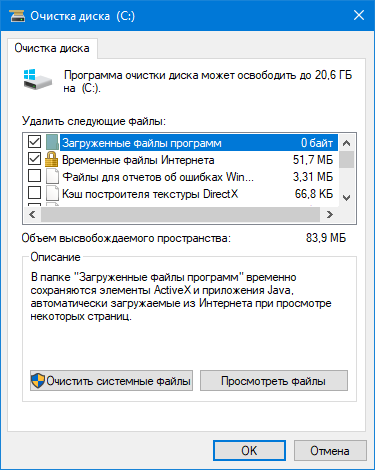 Очистка диска  (C:)
Очистка диска
Программа очистки диска может освободить до 20,6 ГБ
на  (C:).
Удалить следующие файлы:
Загруженные файлы программ 0 байт
Временные файлы Интернета 51,7 МБ
Файлы для отчетов об ошибках Win... 3,31 МБ
Кэш построителя текстуры DirectX 66,8 КБ
Объем высвобождаемого пространства: 83,9 МБ
Описание
В папке "Загруженные файлы программ" временно
сохраняются элементы ActiveX и приложения Java,
автоматически загружаемые из Интернета при просмотре
некоторых страниц.
Очистить системные файлы Просмотреть файлы
OK Отмена